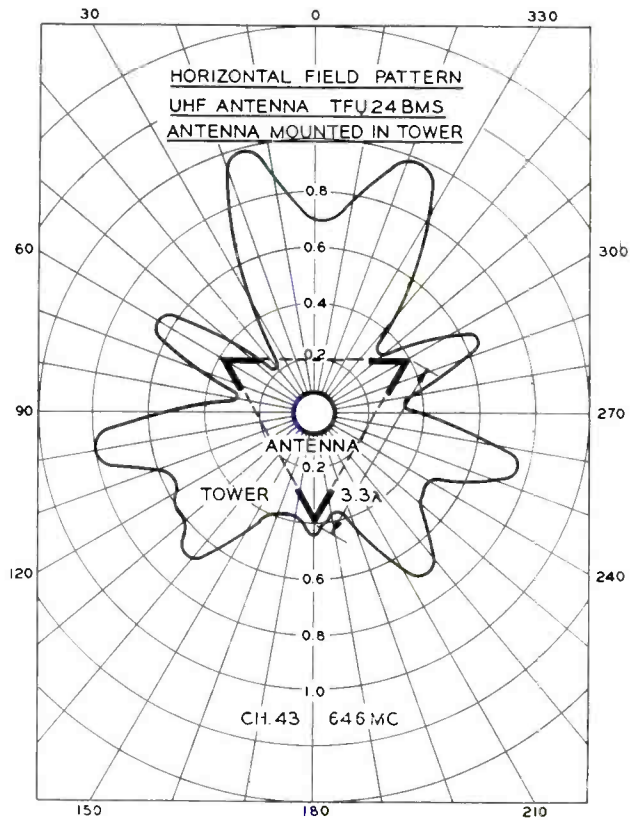 30 0 330
HORIZONTAL FIELD PATTERN
UHF ANTENNA TFU24BMS
ANTENNA MOUNTED IN TOWER
0.8
60 0.6 300
0.4
0.2
90 270
ANTENNA
0.2
TOWER 3.3λ
120 0.6 240
0.8
1.0
CH.43 646MC
150 180 210